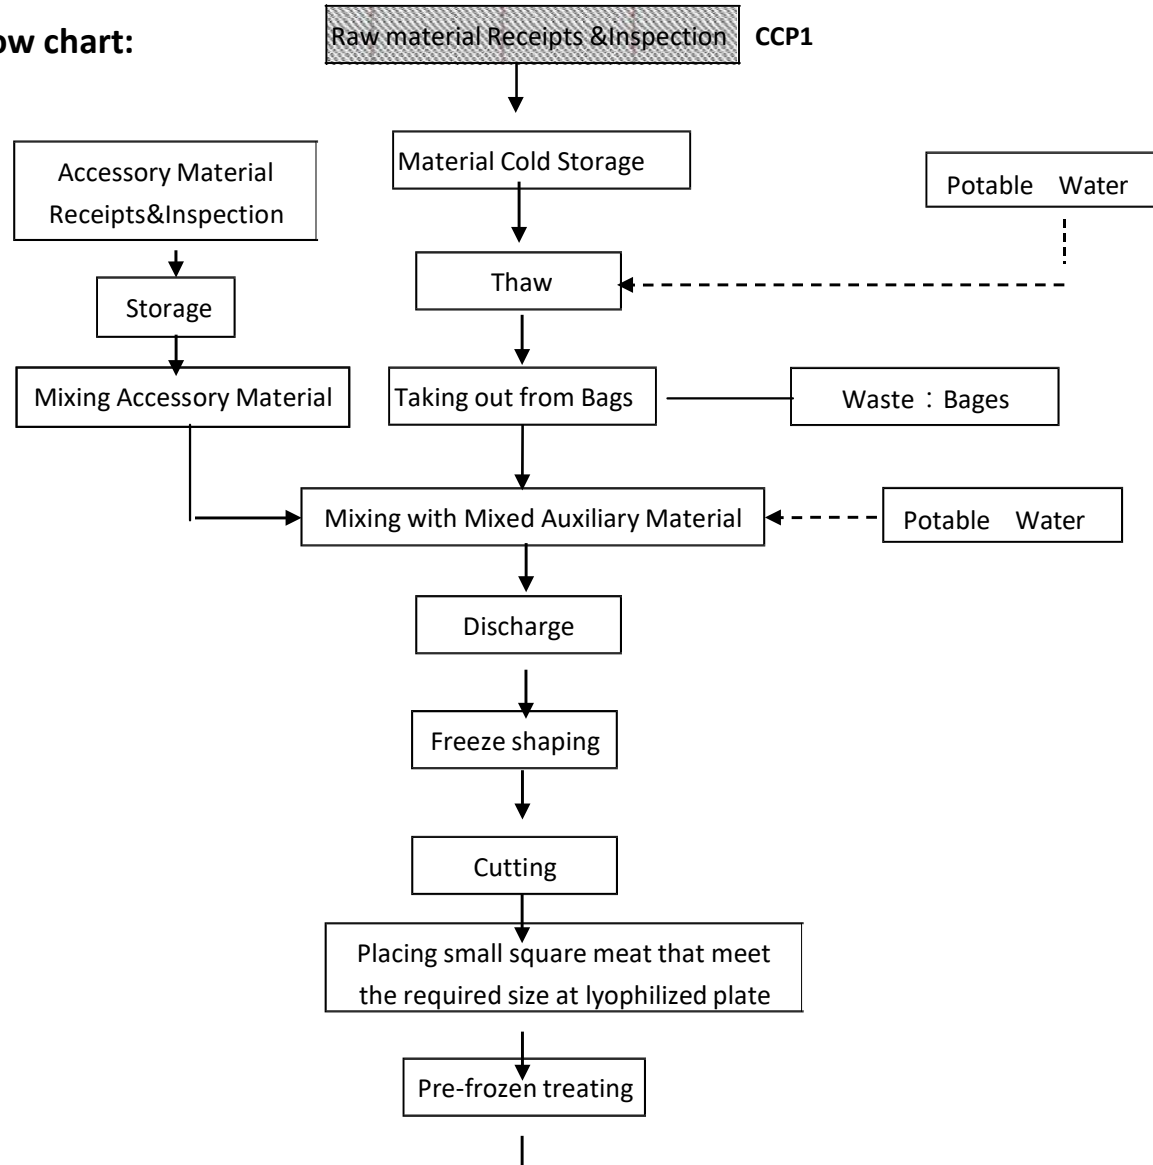 ow chart:
Raw material Receipts &Inspection CCP1
Material Cold Storage
Accessory Material
Receipts&Inspection
Potable Water
Thaw
Storage
Mixing Accessory Material
Taking out from Bags
Waste：Bages
Mixing with Mixed Auxiliary Material
Potable Water
Discharge
Freeze shaping
Cutting
Placing small square meat that meet
the required size at lyophilized plate
Pre-frozen treating